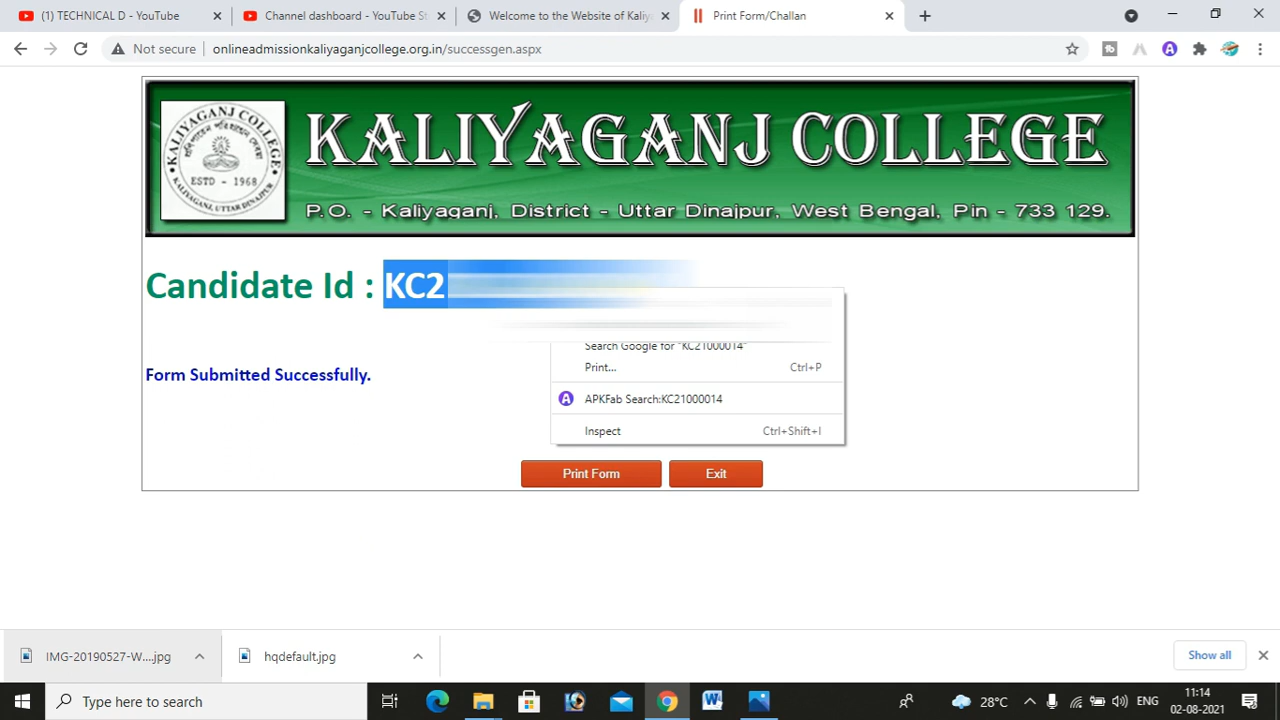 (1) TECHNICAL D - YouTube
Channel dashboard - YouTube St
Welcome to the Website of Kaliy
Print Form/Challan
Not secure
onlineadmissionkaliyaganjcollege.org.in/successgen.aspx
KALIYAGANJ COLLEGE
ESTD - 1968
KALIYAGANJ, UTTAR DINAJPUR
P.O. - Kaliyaganj, District - Uttar Dinajpur, West Bengal, Pin - 733 129.
Candidate Id : KC2
Search Google for "KC21000014"
Print... Ctrl+P
Form Submitted Successfully.
APKFab Search:KC21000014
Inspect Ctrl+Shift+I
Print Form Exit
IMG-20190527-W....jpg
hqdefault.jpg
Show all
Type here to search
28°C
ENG
11:14
02-08-2021